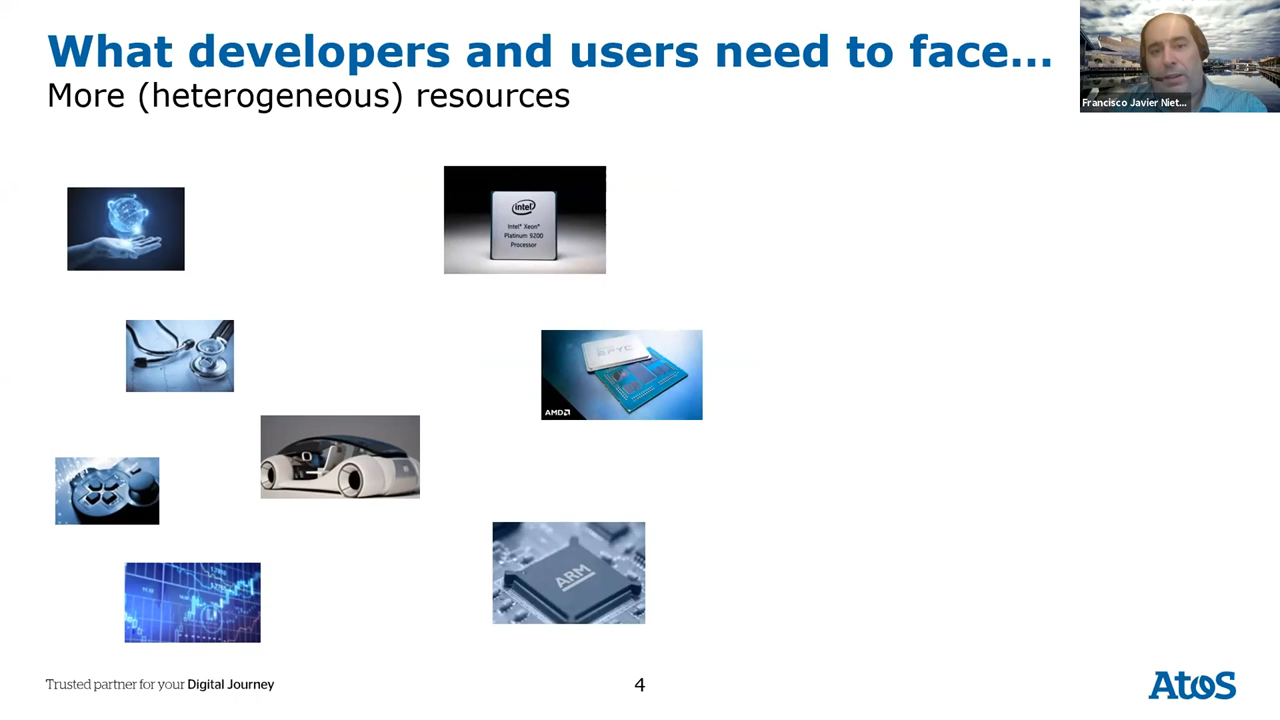 What developers and users need to face...
More (heterogeneous) resources
Francisco Javier Niet...
intel
Intel® Xeon®
Platinum 9200
Processor
EPYC
AMD
ARM
Trusted partner for your Digital Journey
4
Atos